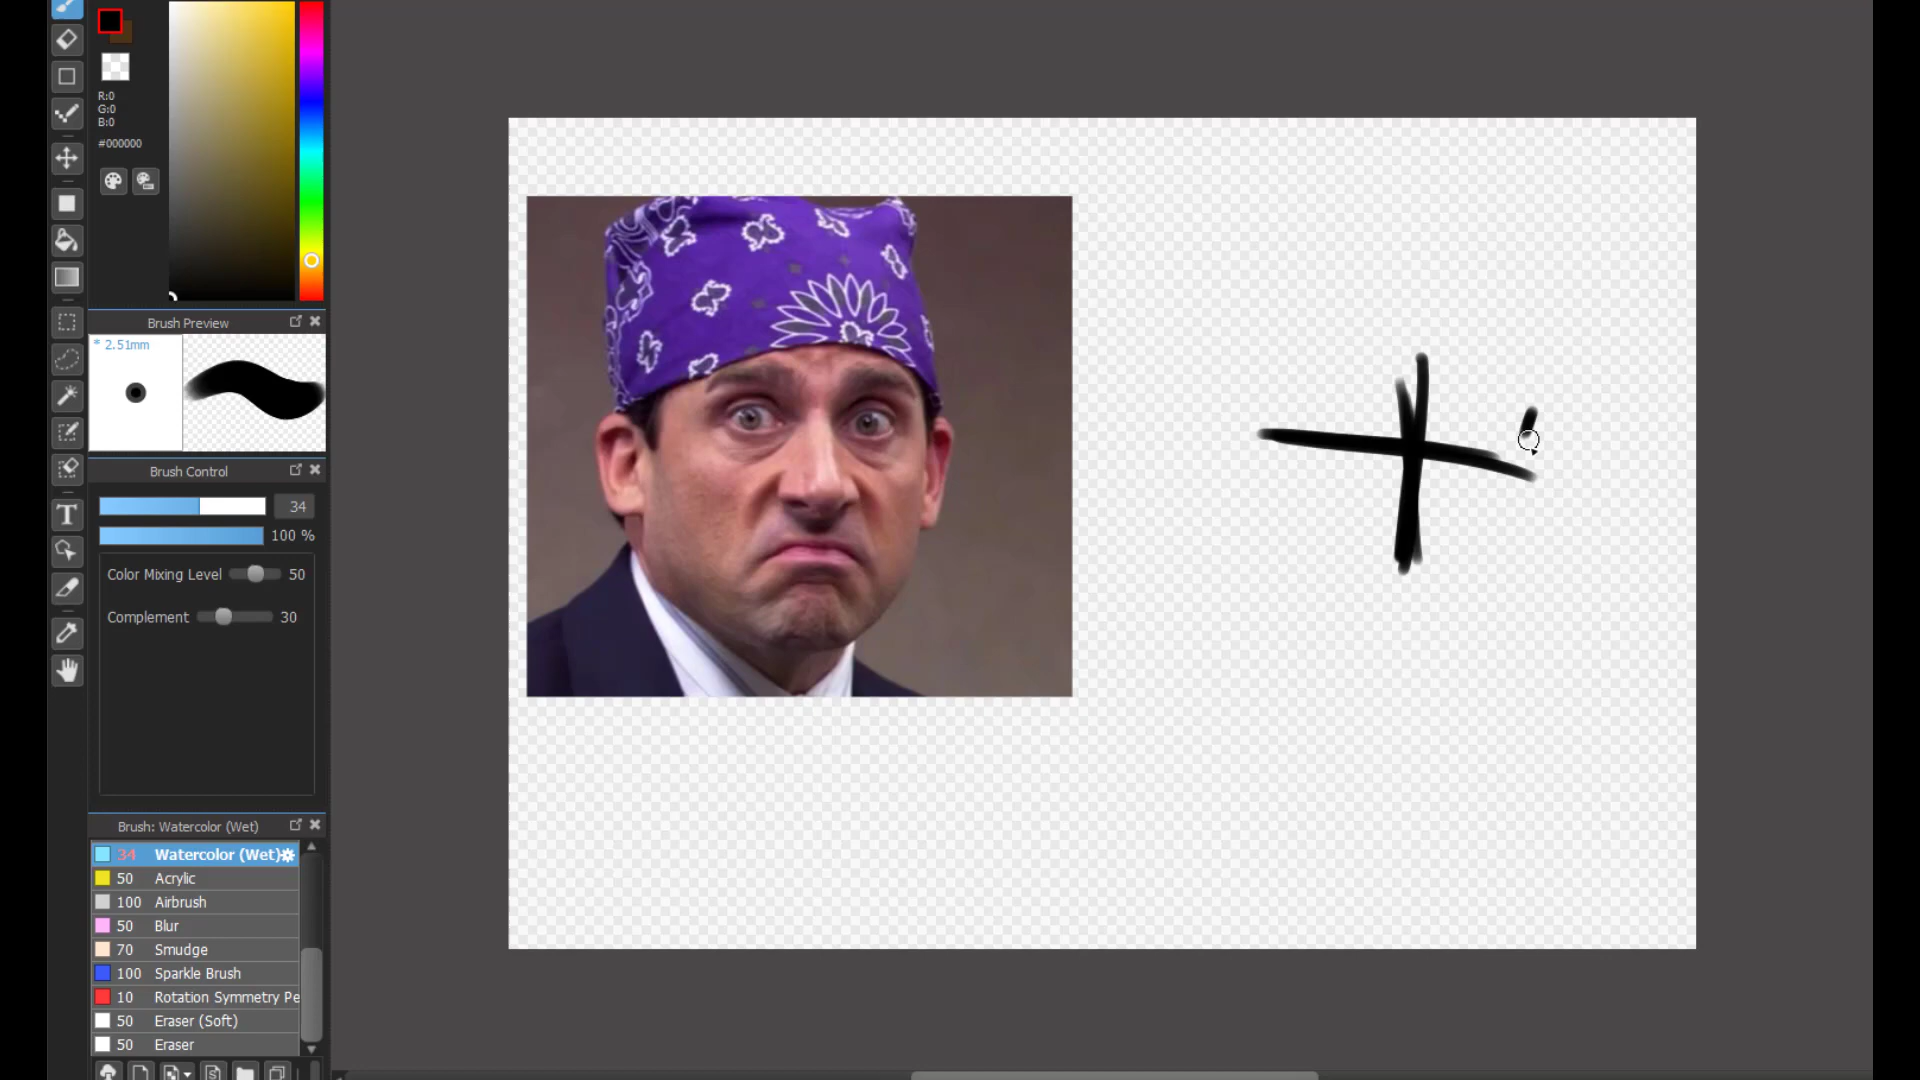 R:0
G:0
B:0
#000000
Brush Preview
* 2.51mm
Brush Control
34
100 %
Color Mixing Level 50
Complement 30
Brush: Watercolor (Wet)
34 Watercolor (Wet)
50 Acrylic
100 Airbrush
50 Blur
70 Smudge
100 Sparkle Brush
10 Rotation Symmetry Pe
50 Eraser (Soft)
50 Eraser